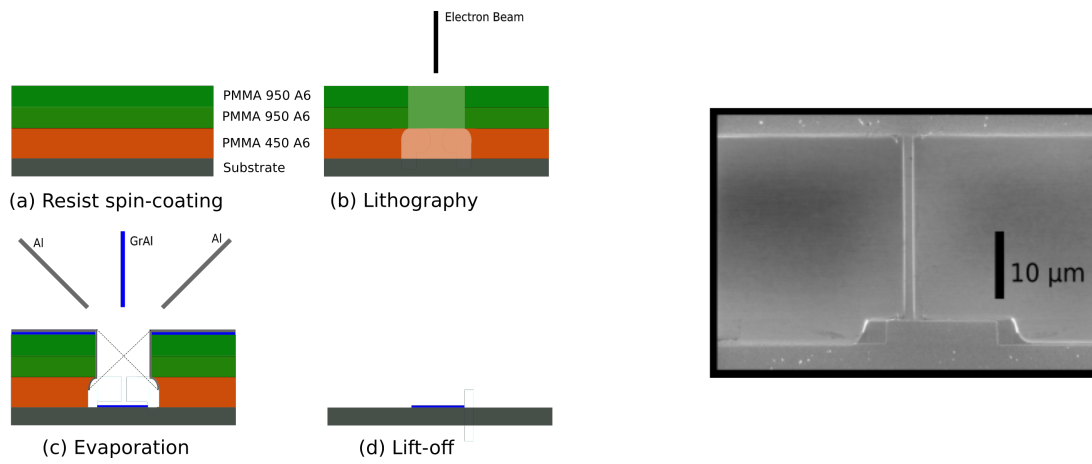 Electron Beam
PMMA 950 A6
PMMA 950 A6
PMMA 450 A6
Substrate
(a) Resist spin-coating
(b) Lithography
Al
GrAl
Al
10 µm
(c) Evaporation
(d) Lift-off